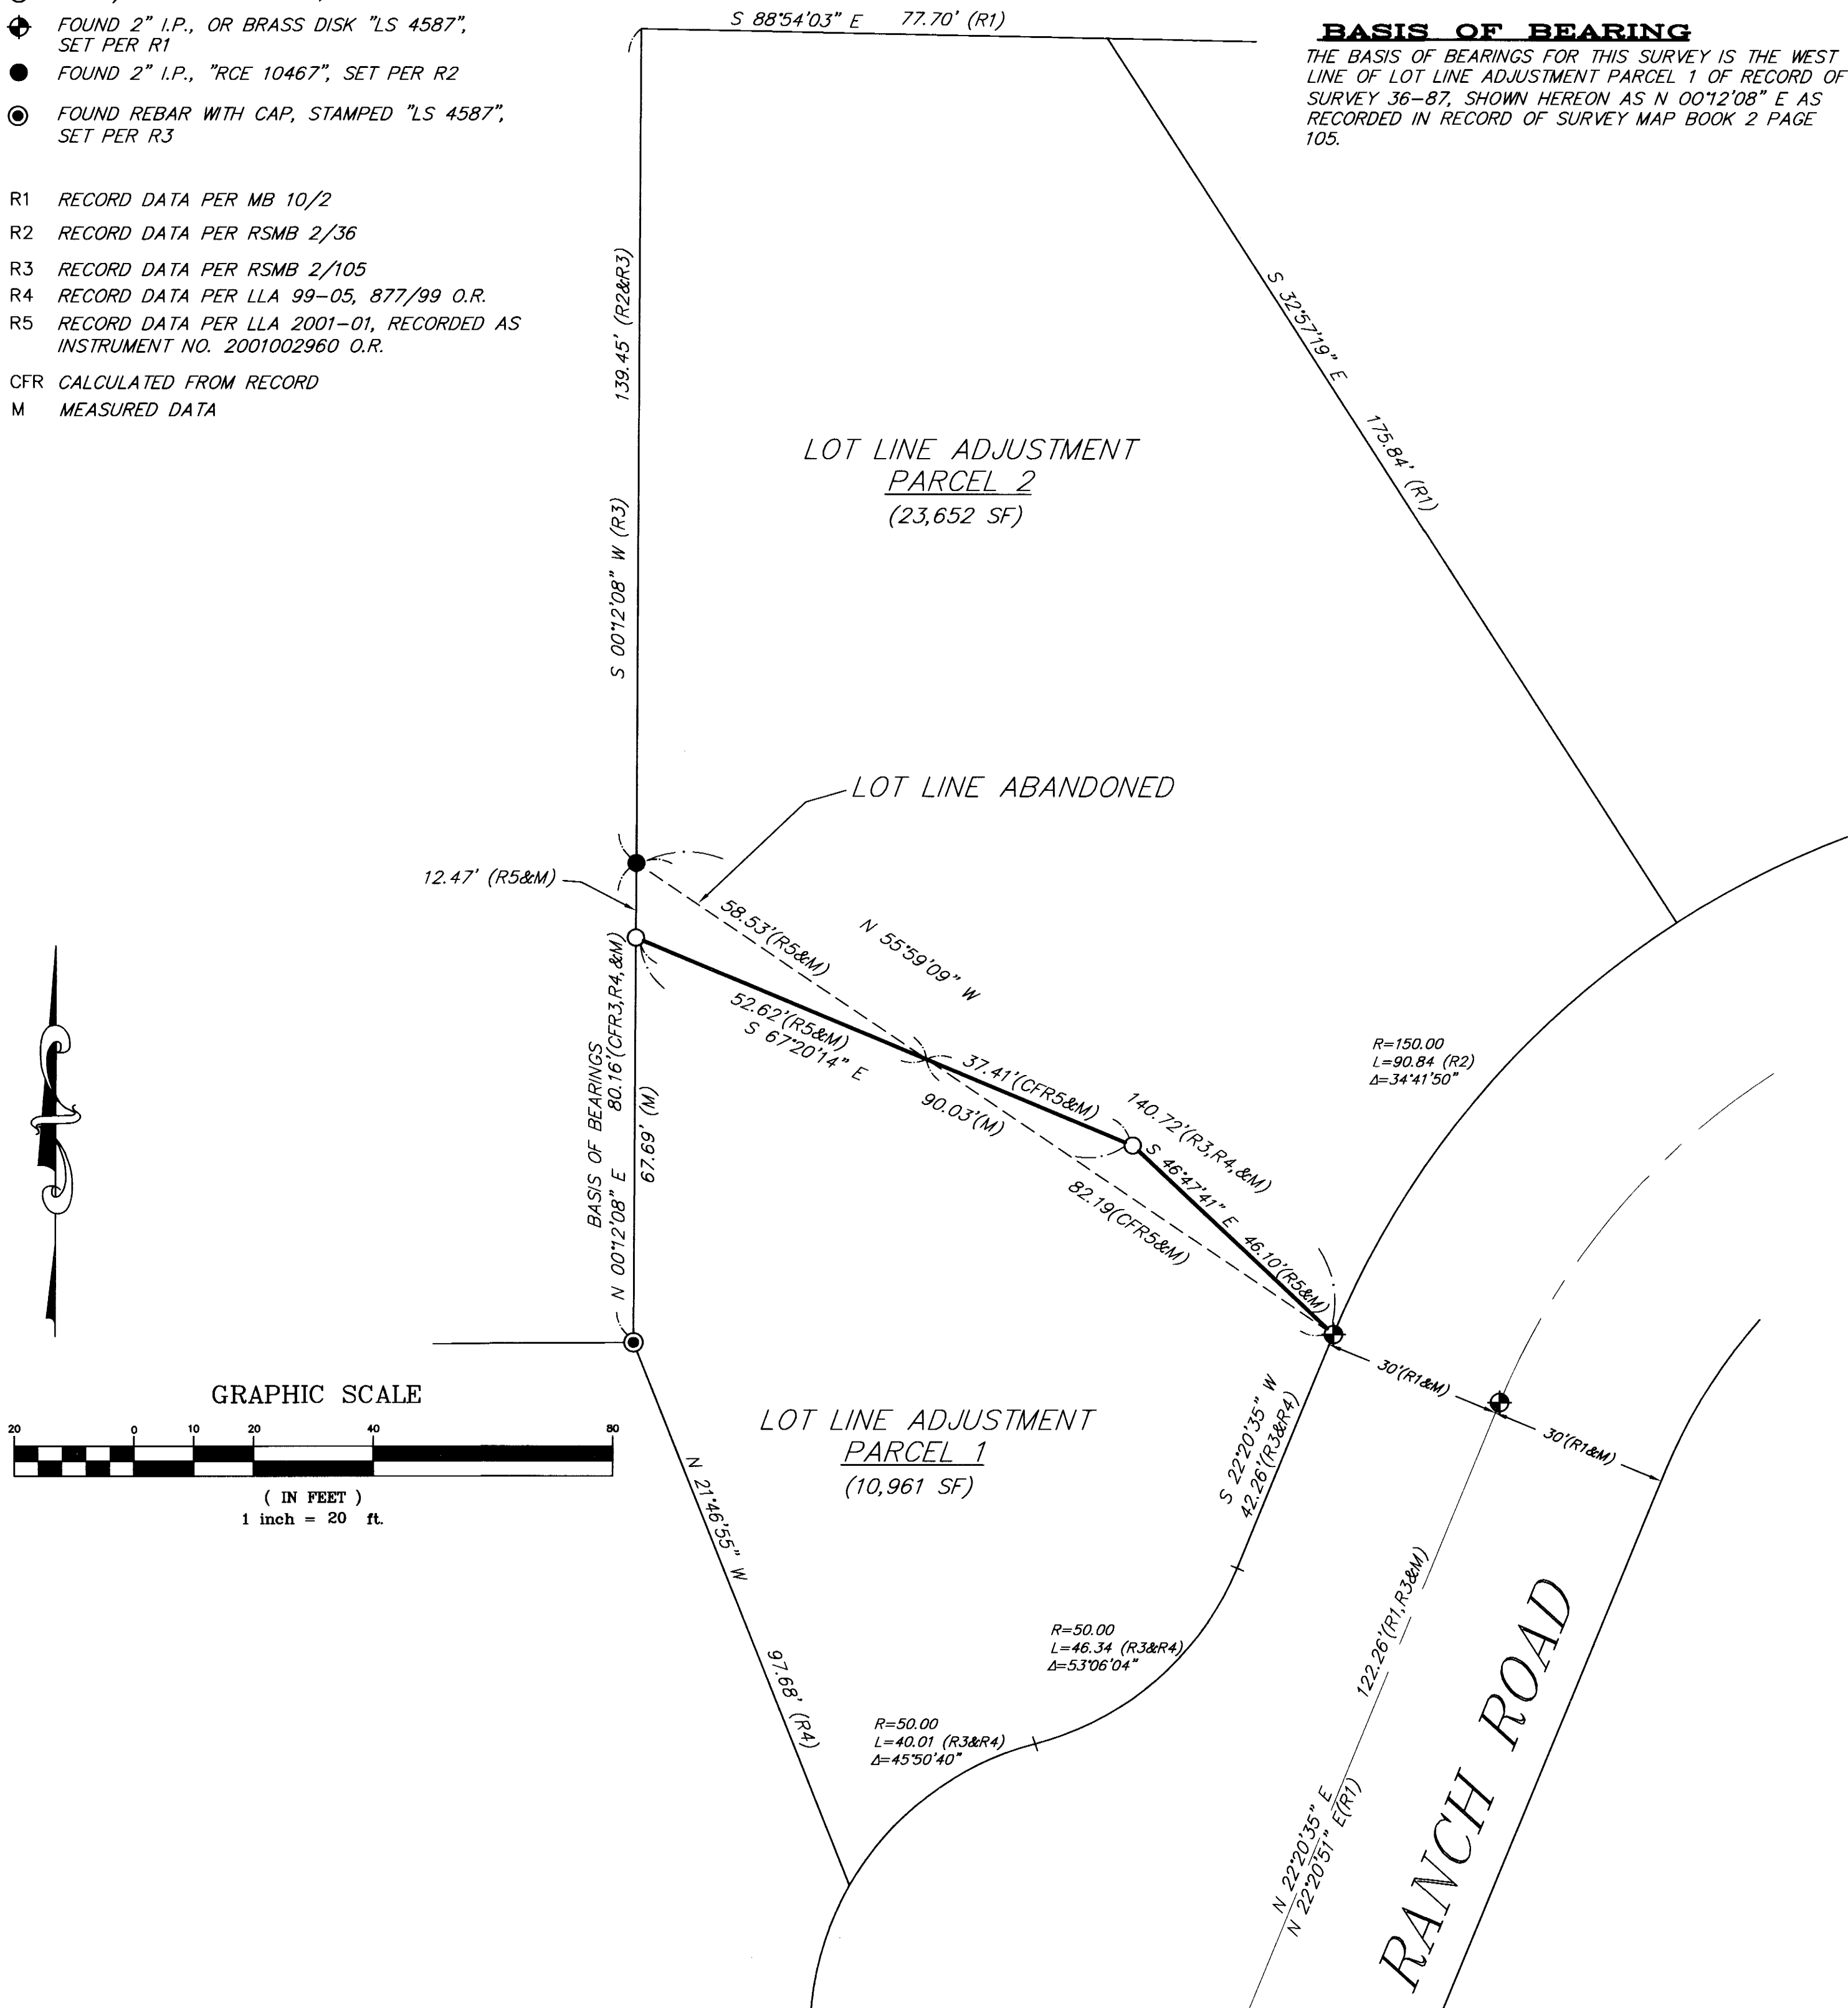 FOUND 2" I.P., OR BRASS DISK "LS 4587",
SET PER R1
FOUND 2" I.P., "RCE 10467", SET PER R2
FOUND REBAR WITH CAP, STAMPED "LS 4587",
SET PER R3
R1 RECORD DATA PER MB 10/2
R2 RECORD DATA PER RSMB 2/36
R3 RECORD DATA PER RSMB 2/105
R4 RECORD DATA PER LLA 99-05, 877/99 O.R.
R5 RECORD DATA PER LLA 2001-01, RECORDED AS
INSTRUMENT NO. 2001002960 O.R.
CFR CALCULATED FROM RECORD
M MEASURED DATA
S 88°54'03" E 77.70' (R1)
BASIS OF BEARING
THE BASIS OF BEARINGS FOR THIS SURVEY IS THE WEST
LINE OF LOT LINE ADJUSTMENT PARCEL 1 OF RECORD OF
SURVEY 36-87, SHOWN HEREON AS N 00°12'08" E AS
RECORDED IN RECORD OF SURVEY MAP BOOK 2 PAGE
105.
S 00°12'08" W (R3) 139.45' (R2&R3)
S 32°57'19" E 175.84' (R1)
LOT LINE ADJUSTMENT
PARCEL 2
(23,652 SF)
LOT LINE ABANDONED
12.47' (R5&M)
58.53'(R5&M)
N 55°59'09" W
52.62'(R5&M)
S 67°20'14" E
37.41'(CFR5&M)
90.03'(M)
140.72'(R3,R4,&M)
S 46°47'41" E 46.10'(R5&M)
82.19(CFR5&M)
BASIS OF BEARINGS
N 00°12'08" E 80.16'(CFR3,R4,&M)
67.69' (M)
R=150.00
L=90.84 (R2)
Δ=34°41'50"
30'(R1&M)
30'(R1&M)
GRAPHIC SCALE
20 0 10 20 40 80
( IN FEET )
1 inch = 20 ft.
LOT LINE ADJUSTMENT
PARCEL 1
(10,961 SF)
S 22°20'35" W
42.26'(R3&R4)
N 21°46'55" W 97.68' (R4)
R=50.00
L=46.34 (R3&R4)
Δ=53°06'04"
R=50.00
L=40.01 (R3&R4)
Δ=45°50'40"
122.26'(R1,R3&M)
N 22°20'35" E
N 22°20'51" E(R1)
RANCH ROAD